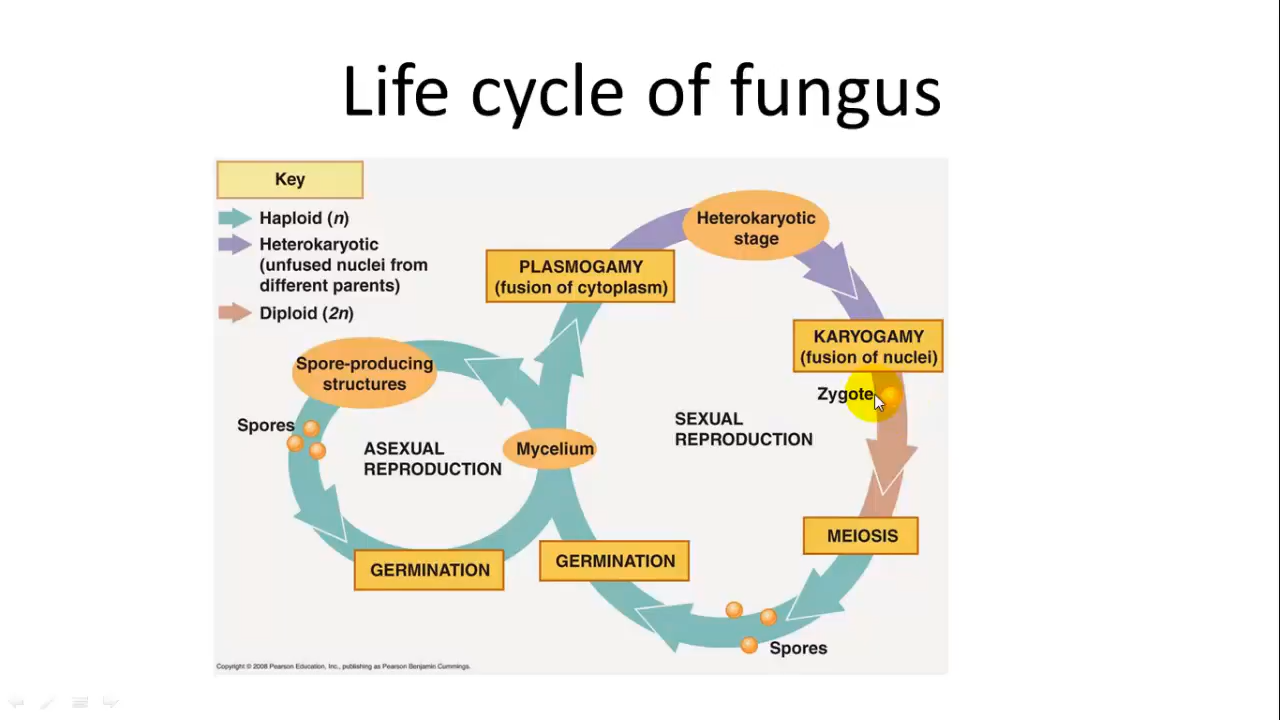 Life cycle of fungus
Key
Haploid (n)
Heterokaryotic
(unfused nuclei from
different parents)
Diploid (2n)
Heterokaryotic
stage
PLASMOGAMY
(fusion of cytoplasm)
KARYOGAMY
(fusion of nuclei)
Zygote
Spore-producing
structures
Spores
ASEXUAL
REPRODUCTION
Mycelium
SEXUAL
REPRODUCTION
MEIOSIS
GERMINATION
GERMINATION
Spores
Copyright © 2008 Pearson Education, Inc., publishing as Pearson Benjamin Cummings.